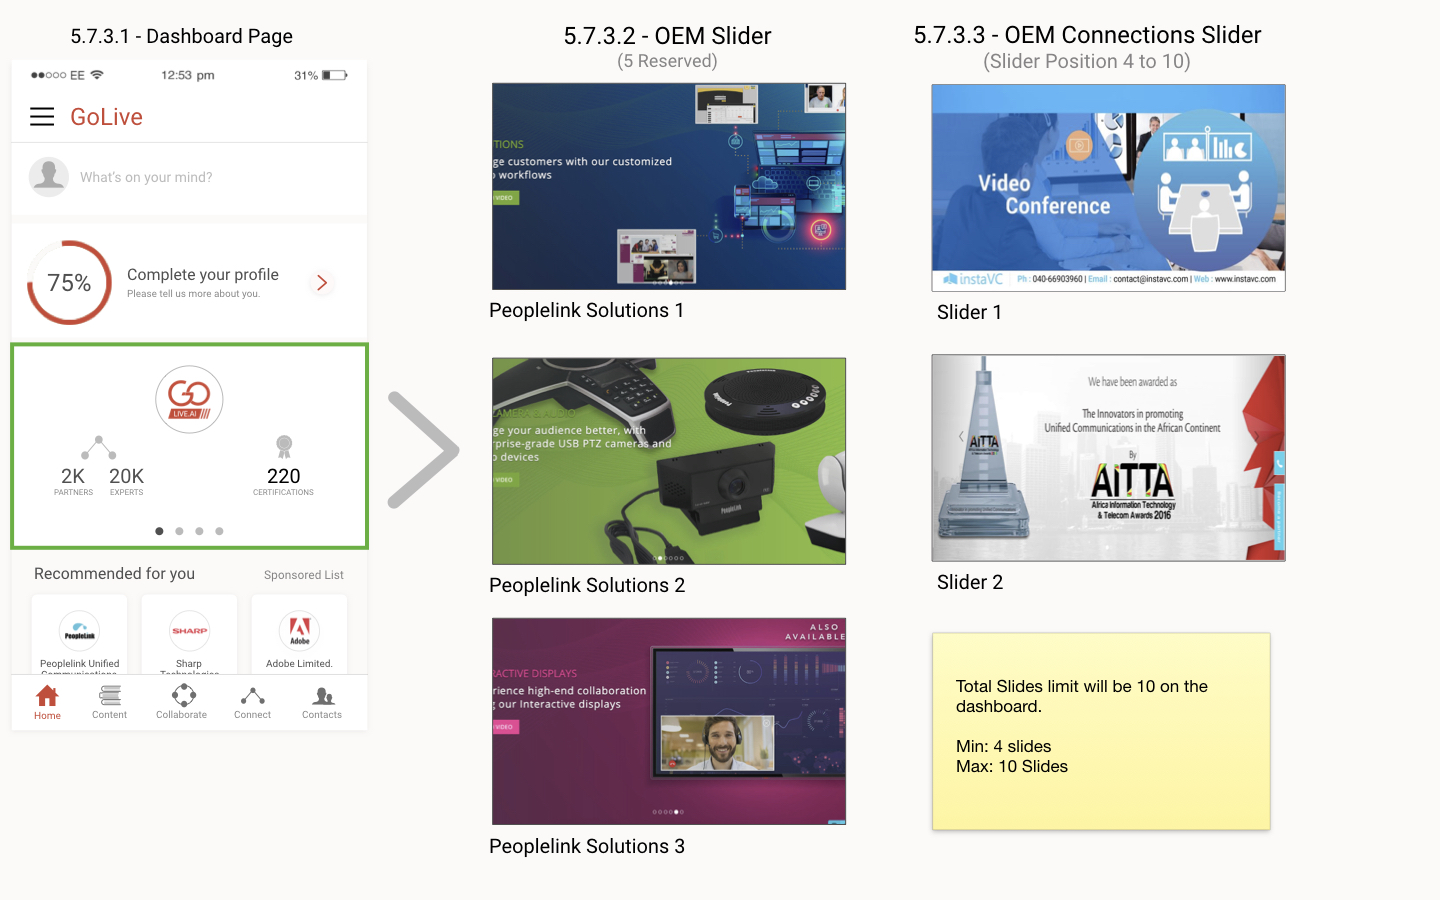 5.7.3.1 - Dashboard Page
EE
12:53 pm
31%
GoLive
What's on your mind?
75%
Complete your profile
Please tell us more about you.
GO
LIVE.AI
2K
20K
220
PARTNERS
EXPERTS
CERTIFICATIONS
Recommended for you
Sponsored List
PeopleLink
SHARP
Adobe
Peoplelink Unified
Sharp
Adobe Limited.
Home
Content
Collaborate
Connect
Contacts
5.7.3.2 - OEM Slider
(5 Reserved)
TIONS
ge customers with our customized
workflows
VIDEO
Peoplelink Solutions 1
CAMERA & AUDIO
ge your audience better, with
rprise-grade USB PTZ cameras and
o devices
VIDEO
PeopleLink
Peoplelink Solutions 2
ALSO
AVAILABLE
RACTIVE DISPLAYS
rience high-end collaboration
g our Interactive displays
VIDEO
Peoplelink Solutions 3
5.7.3.3 - OEM Connections Slider
(Slider Position 4 to 10)
Video
Conference
instaVC
Ph : 040-66903960 | Email : contact@instavc.com | Web : www.instavc.com
Slider 1
We have been awarded as
The Innovators in promoting
Unified Communications in the African Continent
By
AiTTA
AiTTA
Africa Information Technology
& Telecom Awards 2016
Slider 2
Total Slides limit will be 10 on the
dashboard.
Min: 4 slides
Max: 10 Slides